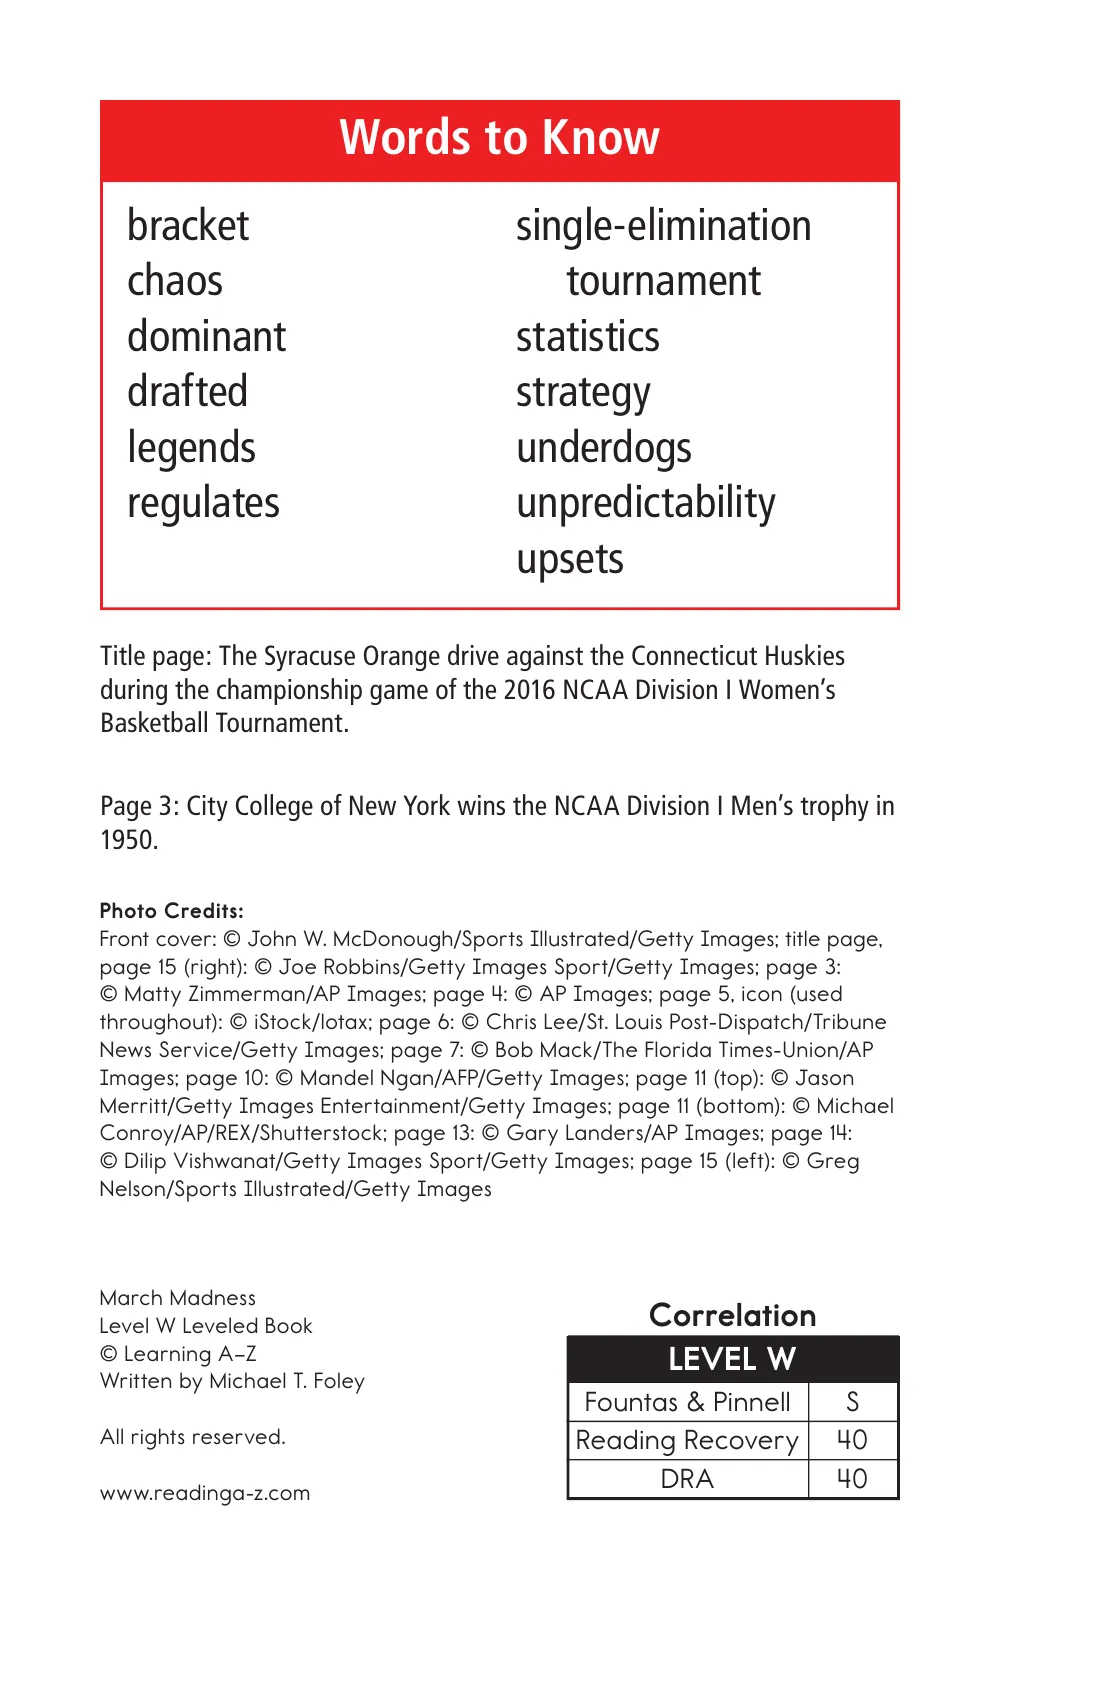 Words to Know
bracket
chaos
dominant
drafted
legends
regulates
single-elimination
tournament
statistics
strategy
underdogs
unpredictability
upsets
Title page: The Syracuse Orange drive against the Connecticut Huskies
during the championship game of the 2016 NCAA Division I Women’s
Basketball Tournament.
Page 3: City College of New York wins the NCAA Division I Men’s trophy in
1950.
Photo Credits:
Front cover: © John W. McDonough/Sports Illustrated/Getty Images; title page,
page 15 (right): © Joe Robbins/Getty Images Sport/Getty Images; page 3:
© Matty Zimmerman/AP Images; page 4: © AP Images; page 5, icon (used
throughout): © iStock/lotax; page 6: © Chris Lee/St. Louis Post-Dispatch/Tribune
News Service/Getty Images; page 7: © Bob Mack/The Florida Times-Union/AP
Images; page 10: © Mandel Ngan/AFP/Getty Images; page 11 (top): © Jason
Merritt/Getty Images Entertainment/Getty Images; page 11 (bottom): © Michael
Conroy/AP/REX/Shutterstock; page 13: © Gary Landers/AP Images; page 14:
© Dilip Vishwanat/Getty Images Sport/Getty Images; page 15 (left): © Greg
Nelson/Sports Illustrated/Getty Images
March Madness
Level W Leveled Book
© Learning A–Z
Written by Michael T. Foley
All rights reserved.
www.readinga-z.com
Correlation
LEVEL W
Fountas & Pinnell S
Reading Recovery 40
DRA 40